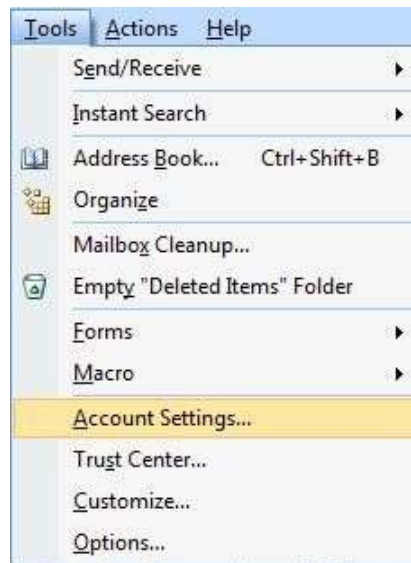 Tools Actions Help
Send/Receive
Instant Search
Address Book... Ctrl+Shift+B
Organize
Mailbox Cleanup...
Empty "Deleted Items" Folder
Forms
Macro
Account Settings...
Trust Center...
Customize...
Options...